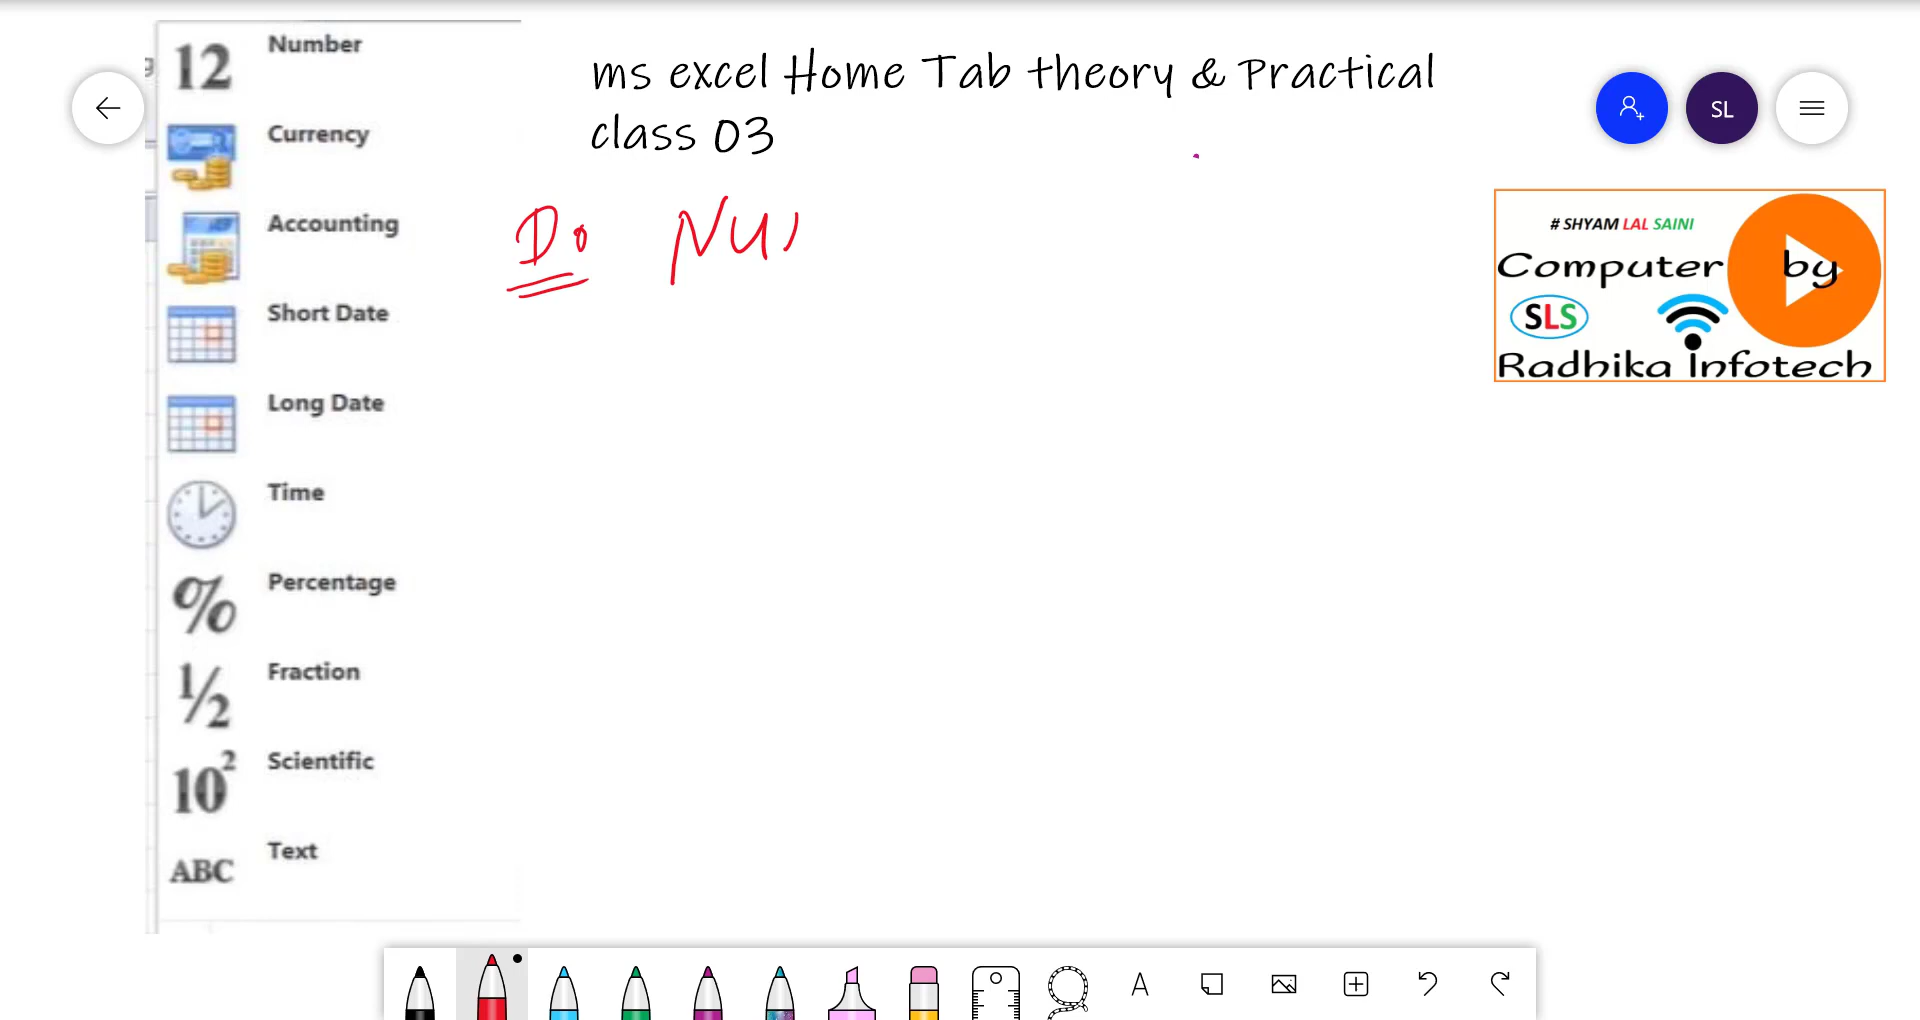 12 Number
Currency
Accounting
Short Date
Long Date
Time
% Percentage
1/2 Fraction
10² Scientific
ABC Text
ms excel Home Tab theory & Practical
class 03
SL
# SHYAM LAL SAINI
Computer by
SLS
Radhika Infotech
A